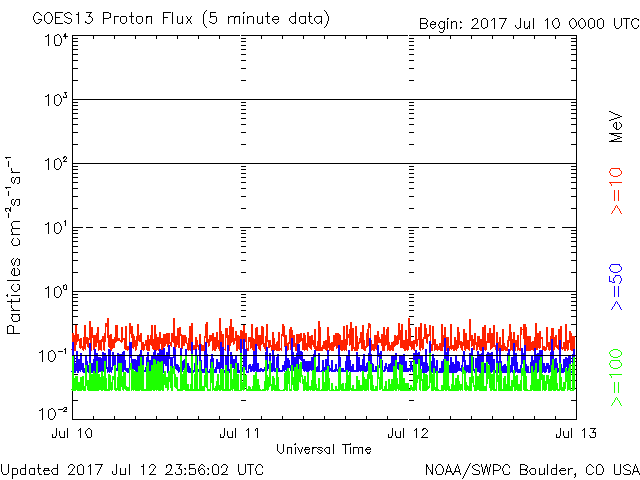 GOES13 Proton Flux (5 minute data)
Begin: 2017 Jul 10 0000 UTC
10⁴
10³
10²
10¹
10⁰
10⁻¹
10⁻²
Particles cm⁻²s⁻¹sr⁻¹
MeV
>=10
>=50
>=100
Jul 10
Jul 11
Jul 12
Jul 13
Universal Time
Updated 2017 Jul 12 23:56:02 UTC
NOAA/SWPC Boulder, CO USA